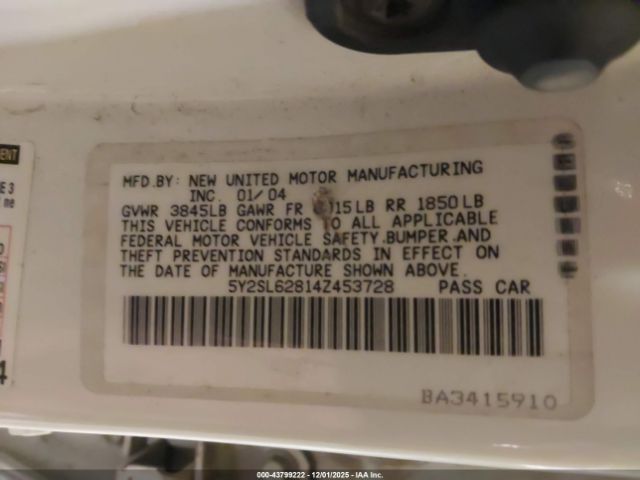 MFD.BY: NEW UNITED MOTOR MANUFACTURING
INC. 01/04
GVWR 3845LB GAWR FR 15LB RR 1850LB
THIS VEHICLE CONFORMS TO ALL APPLICABLE
FEDERAL MOTOR VEHICLE SAFETY.BUMPER.AND
THEFT PREVENTION STANDARDS IN EFFECT ON
THE DATE OF MANUFACTURE SHOWN ABOVE.
5Y2SL62814Z453728 PASS CAR
BA3415910
000-43799222 - 12/01/2025 - IAA Inc.